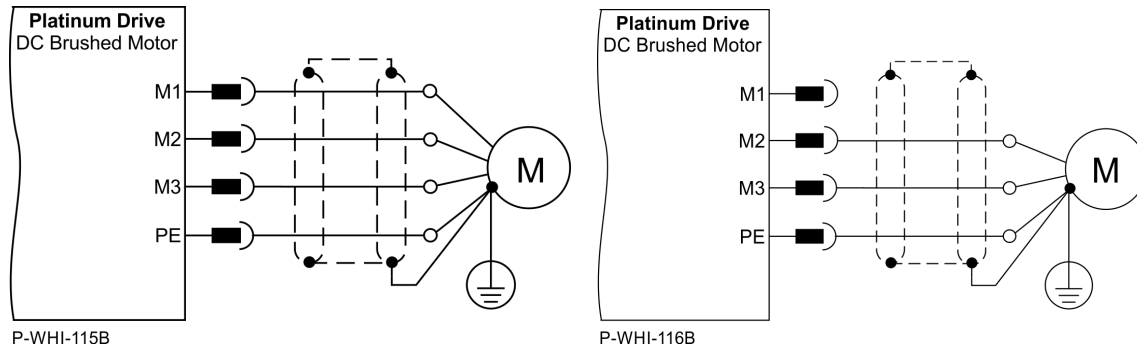 Platinum Drive
DC Brushed Motor
M1
M2
M3
PE
M
P-WHI-115B
Platinum Drive
DC Brushed Motor
M1
M2
M3
PE
M
P-WHI-116B